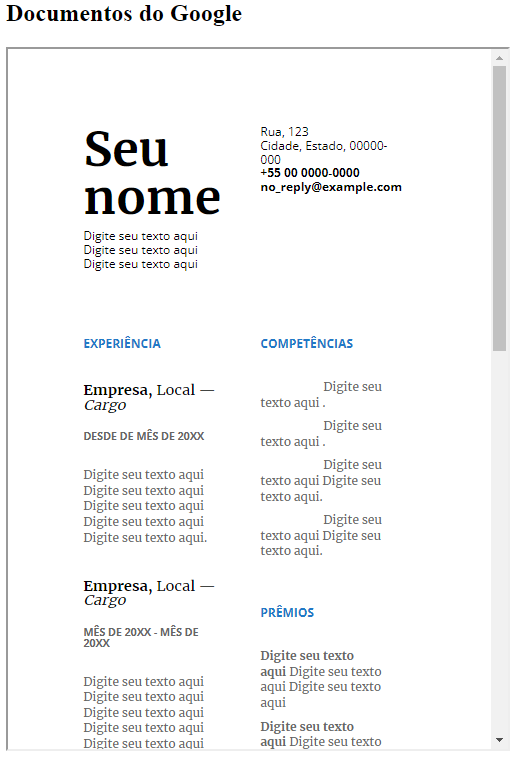 Documentos do Google
Seu
nome
Digite seu texto aqui
Digite seu texto aqui
Digite seu texto aqui
Rua, 123
Cidade, Estado, 00000-
000
+55 00 0000-0000
no_reply@example.com
EXPERIÊNCIA
Empresa, Local —
Cargo
DESDE DE MÊS DE 20XX
Digite seu texto aqui
Digite seu texto aqui
Digite seu texto aqui
Digite seu texto aqui
Digite seu texto aqui.
Empresa, Local —
Cargo
MÊS DE 20XX - MÊS DE
20XX
Digite seu texto aqui
Digite seu texto aqui
Digite seu texto aqui
Digite seu texto aqui
Digite seu texto aqui
COMPETÊNCIAS
Digite seu
texto aqui .
Digite seu
texto aqui .
Digite seu
texto aqui Digite seu
texto aqui.
Digite seu
texto aqui Digite seu
texto aqui.
PRÊMIOS
Digite seu texto
aqui Digite seu texto
aqui Digite seu texto
aqui
Digite seu texto
aqui Digite seu texto